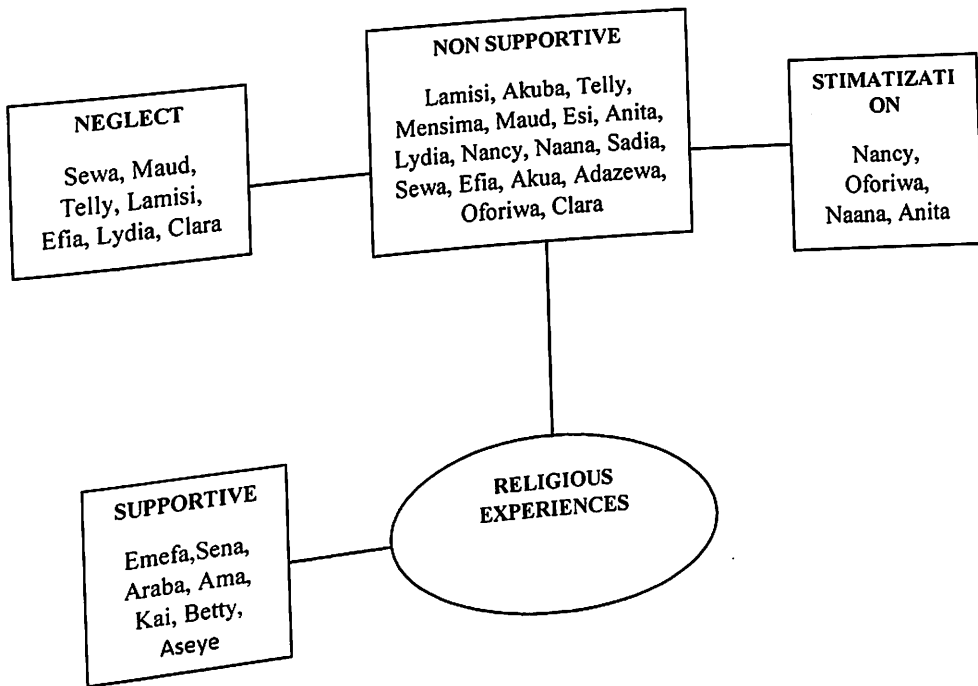 NON SUPPORTIVE
Lamisi, Akuba, Telly,
Mensima, Maud, Esi, Anita,
Lydia, Nancy, Naana, Sadia,
Sewa, Efia, Akua, Adazewa,
Oforiwa, Clara
STIMATIZATI
ON
Nancy,
Oforiwa,
Naana, Anita
NEGLECT
Sewa, Maud,
Telly, Lamisi,
Efia, Lydia, Clara
RELIGIOUS
EXPERIENCES
SUPPORTIVE
Emefa,Sena,
Araba, Ama,
Kai, Betty,
Aseye